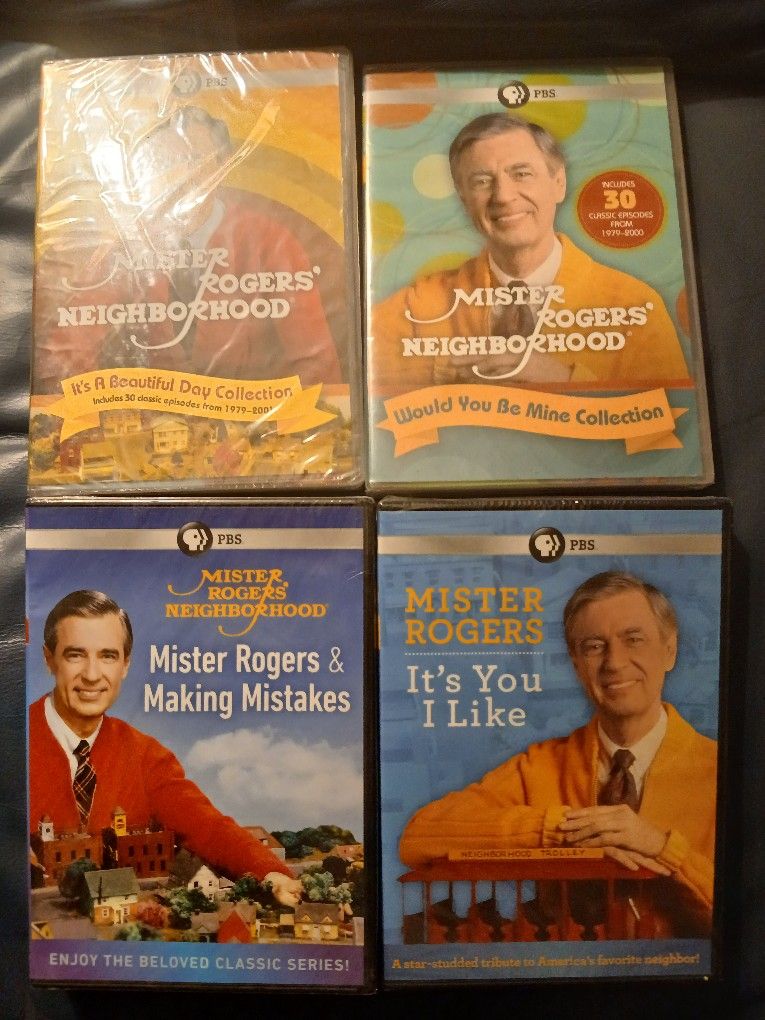 PBS
MISTER
ROGERS'
NEIGHBORHOOD®
It's A Beautiful Day Collection
Includes 30 classic episodes from 1979-2001
PBS
INCLUDES
30
CLASSIC EPISODES
FROM
1979-2000
MISTER
ROGERS'
NEIGHBORHOOD®
Would You Be Mine Collection
PBS
MISTER
ROGERS'
NEIGHBORHOOD®
Mister Rogers &
Making Mistakes
ENJOY THE BELOVED CLASSIC SERIES!
PBS
MISTER
ROGERS
It's You
I Like
NEIGHBORHOOD TROLLEY
A star-studded tribute to America's favorite neighbor!